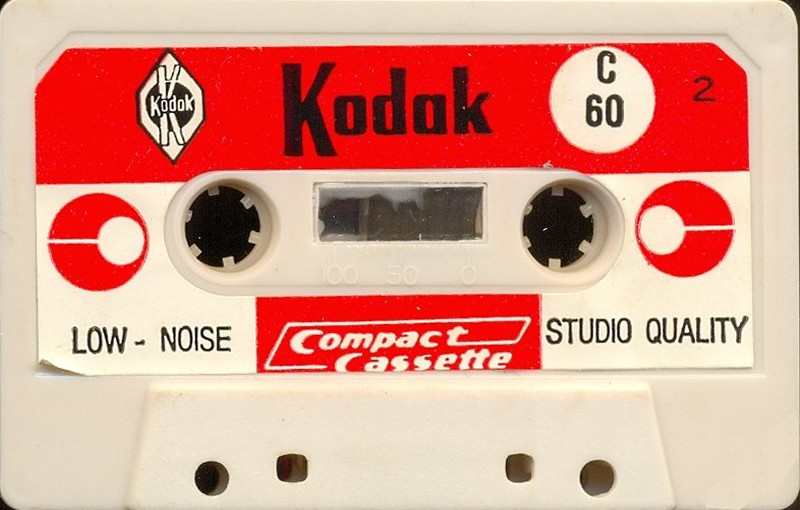 K
Kodak
K
Kodak
C
60
2
100 50 0
LOW - NOISE
Compact
Cassette
STUDIO QUALITY